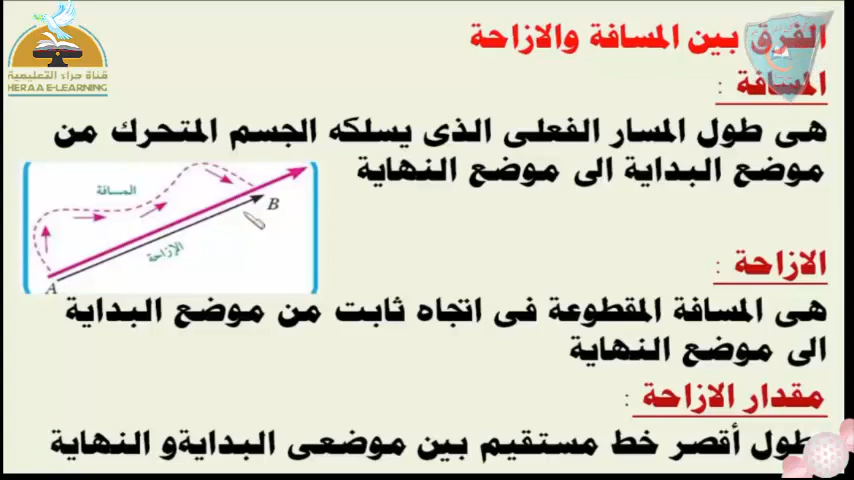 قناة حراء التعليمية
HERAA E-LEARNING
الفرق بين المسافة والازاحة
المسافة :
هى طول المسار الفعلى الذى يسلكه الجسم المتحرك من
موضع البداية الى موضع النهاية
المسافة
B
الإزاحة
A
الازاحة :
هى المسافة المقطوعة فى اتجاه ثابت من موضع البداية
الى موضع النهاية
مقدار الازاحة :
طول أقصر خط مستقيم بين موضعى البدايةو النهاية